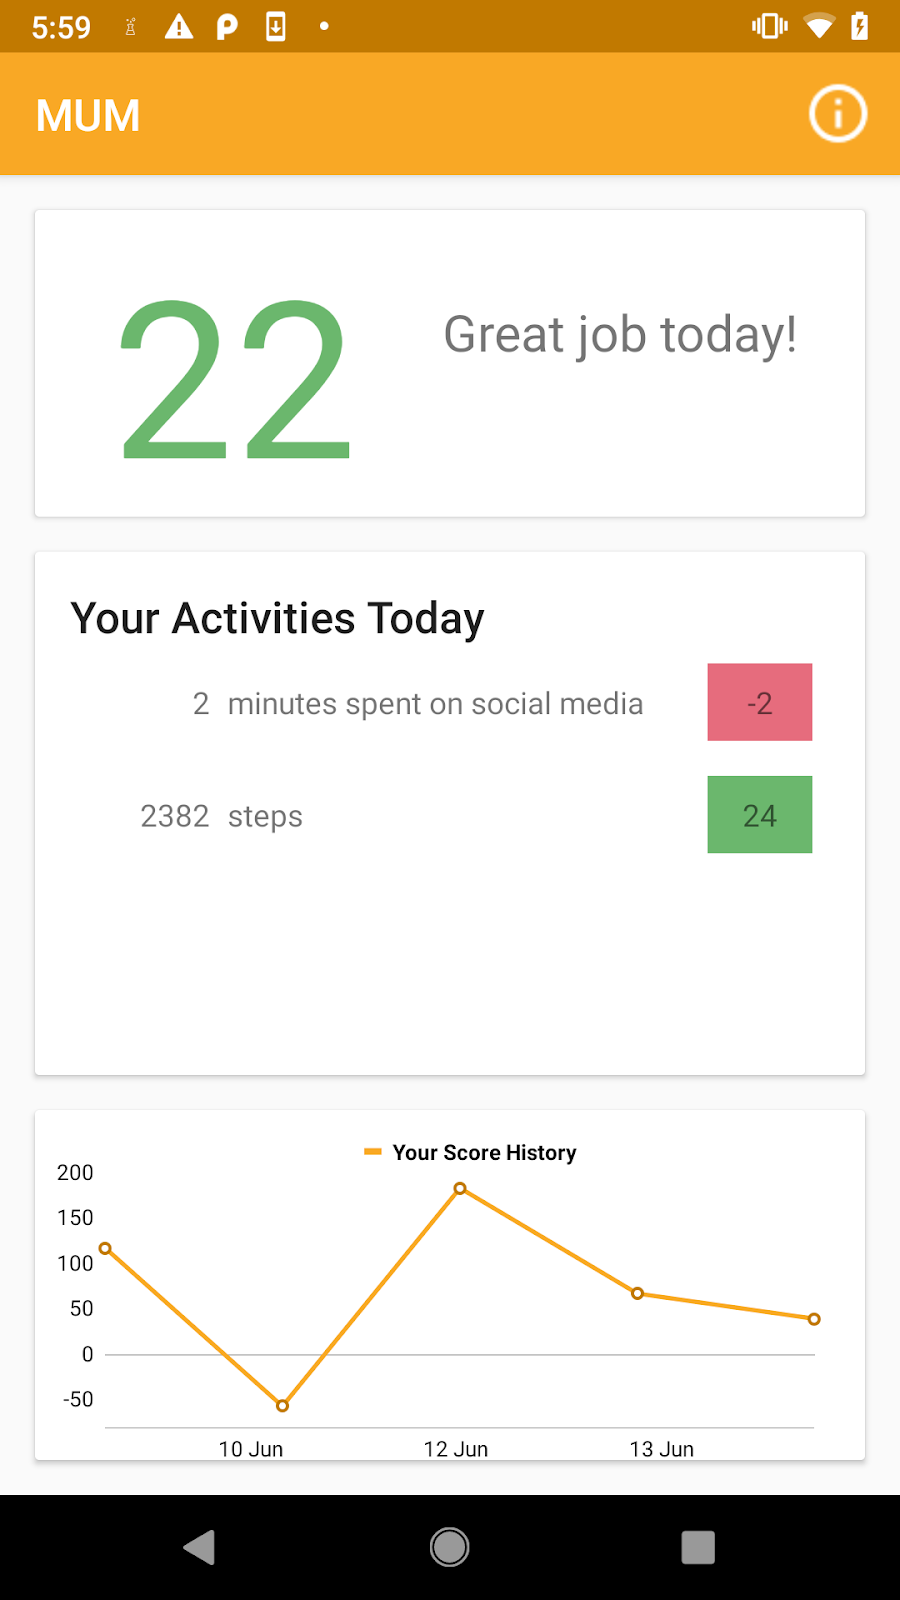 5:59
MUM
22
Great job today!
Your Activities Today
2 minutes spent on social media -2
2382 steps 24
Your Score History
200
150
100
50
0
-50
10 Jun 12 Jun 13 Jun